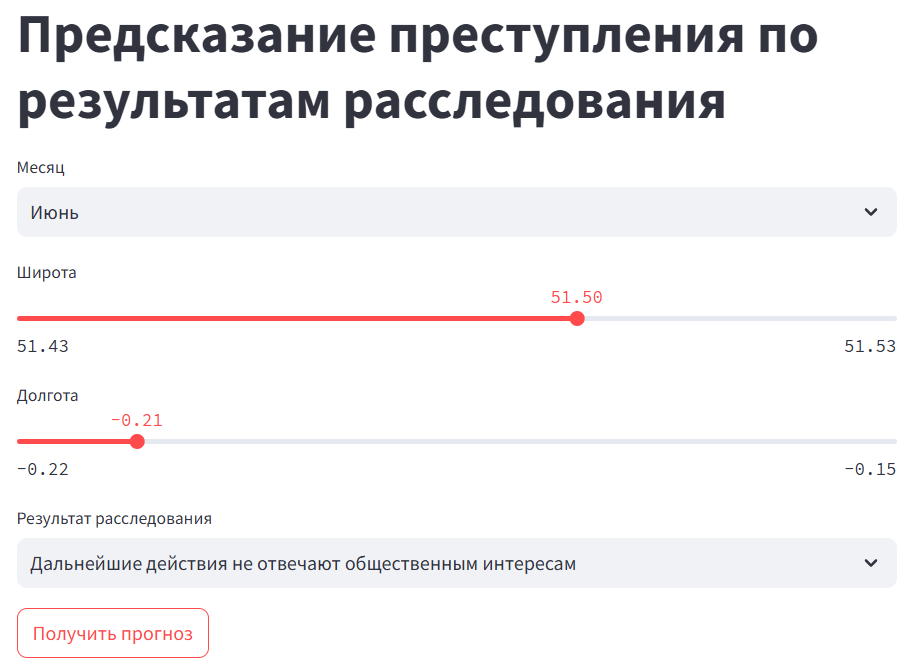 Предсказание преступления по
результатам расследования
Месяц
Июнь
Широта
51.50
51.43 51.53
Долгота
-0.21
-0.22 -0.15
Результат расследования
Дальнейшие действия не отвечают общественным интересам
Получить прогноз